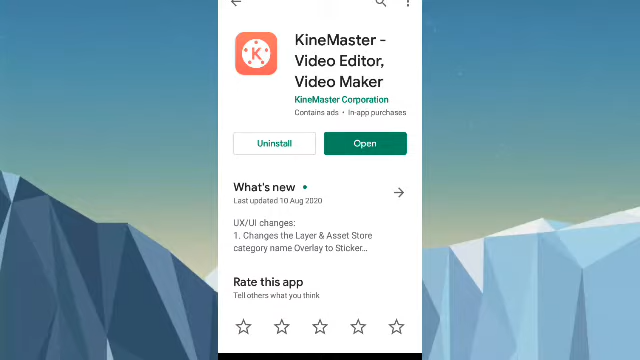 KineMaster -
Video Editor,
Video Maker
KineMaster Corporation
Contains ads • In-app purchases
Uninstall
Open
What's new •
Last updated 10 Aug 2020
UX/UI changes:
1. Changes the Layer & Asset Store
category name Overlay to Sticker...
Rate this app
Tell others what you think